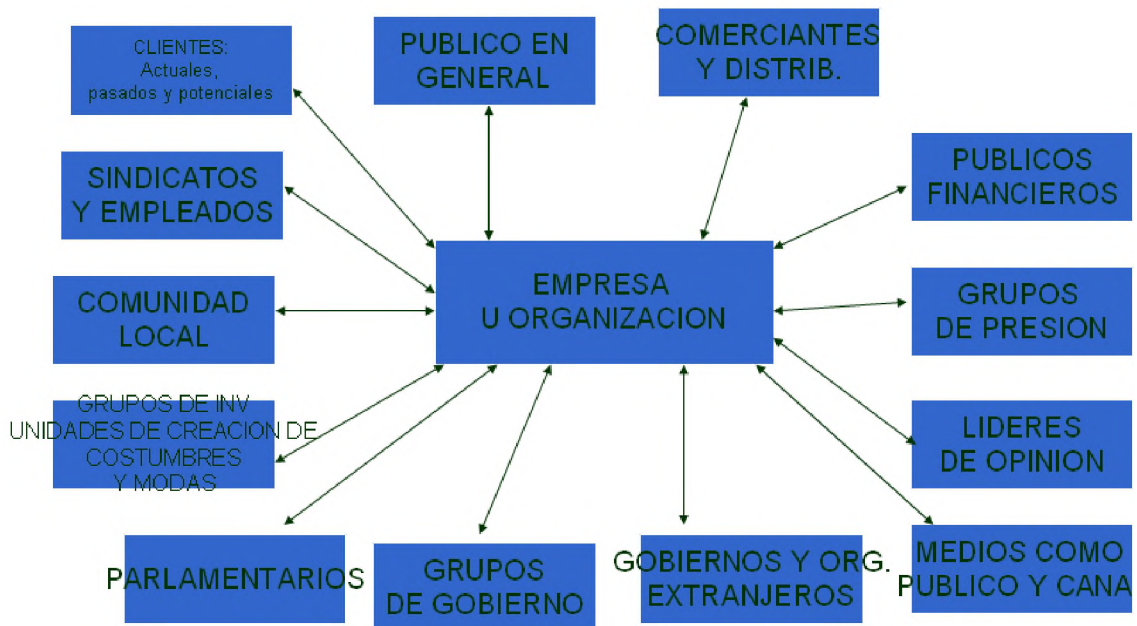 CLIENTES:
Actuales,
pasados y potenciales
PUBLICO EN
GENERAL
COMERCIANTES
Y DISTRIB.
SINDICATOS
Y EMPLEADOS
PUBLICOS
FINANCIEROS
EMPRESA
U ORGANIZACION
COMUNIDAD
LOCAL
GRUPOS
DE PRESION
GRUPOS DE INV
UNIDADES DE CREACION DE
COSTUMBRES
Y MODAS
LIDERES
DE OPINION
PARLAMENTARIOS
GRUPOS
DE GOBIERNO
GOBIERNOS Y ORG.
EXTRANJEROS
MEDIOS COMO
PUBLICO Y CANA